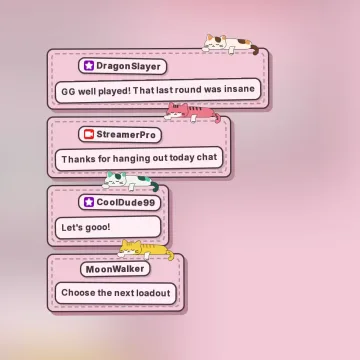 DragonSlayer
GG well played! That last round was insane
StreamerPro
Thanks for hanging out today chat
CoolDude99
Let's gooo!
MoonWalker
Choose the next loadout